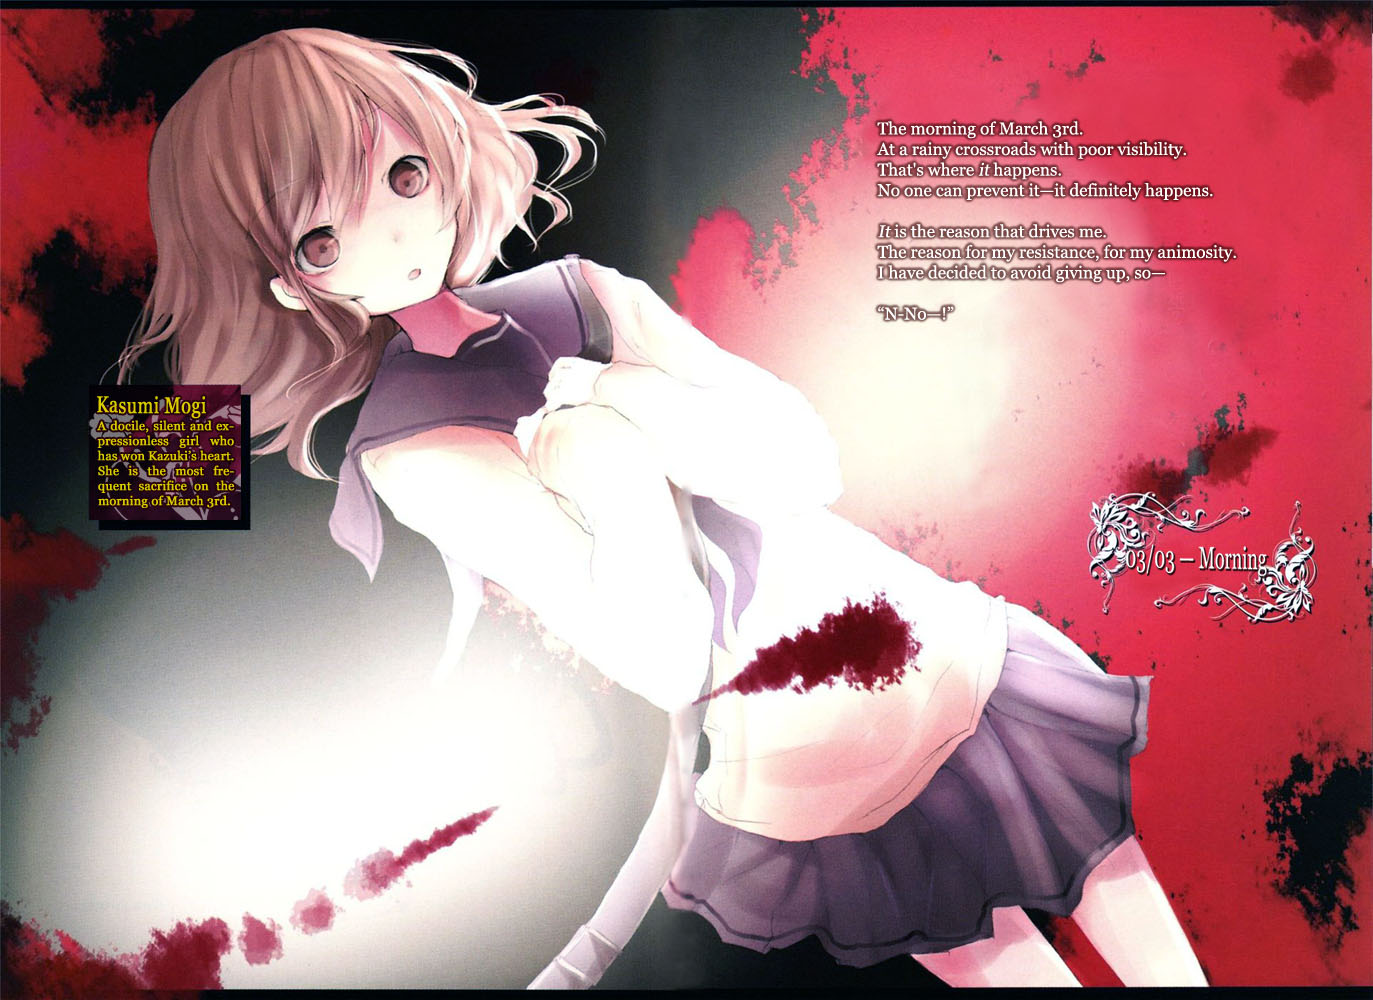 Kasumi Mogi
A docile, silent and ex-
pressionless girl who
has won Kazuki's heart.
She is the most fre-
quent sacrifice on the
morning of March 3rd.
The morning of March 3rd.
At a rainy crossroads with poor visibility.
That's where it happens.
No one can prevent it—it definitely happens.
It is the reason that drives me.
The reason for my resistance, for my animosity.
I have decided to avoid giving up, so—
“N-No—!”
03/03 – Morning